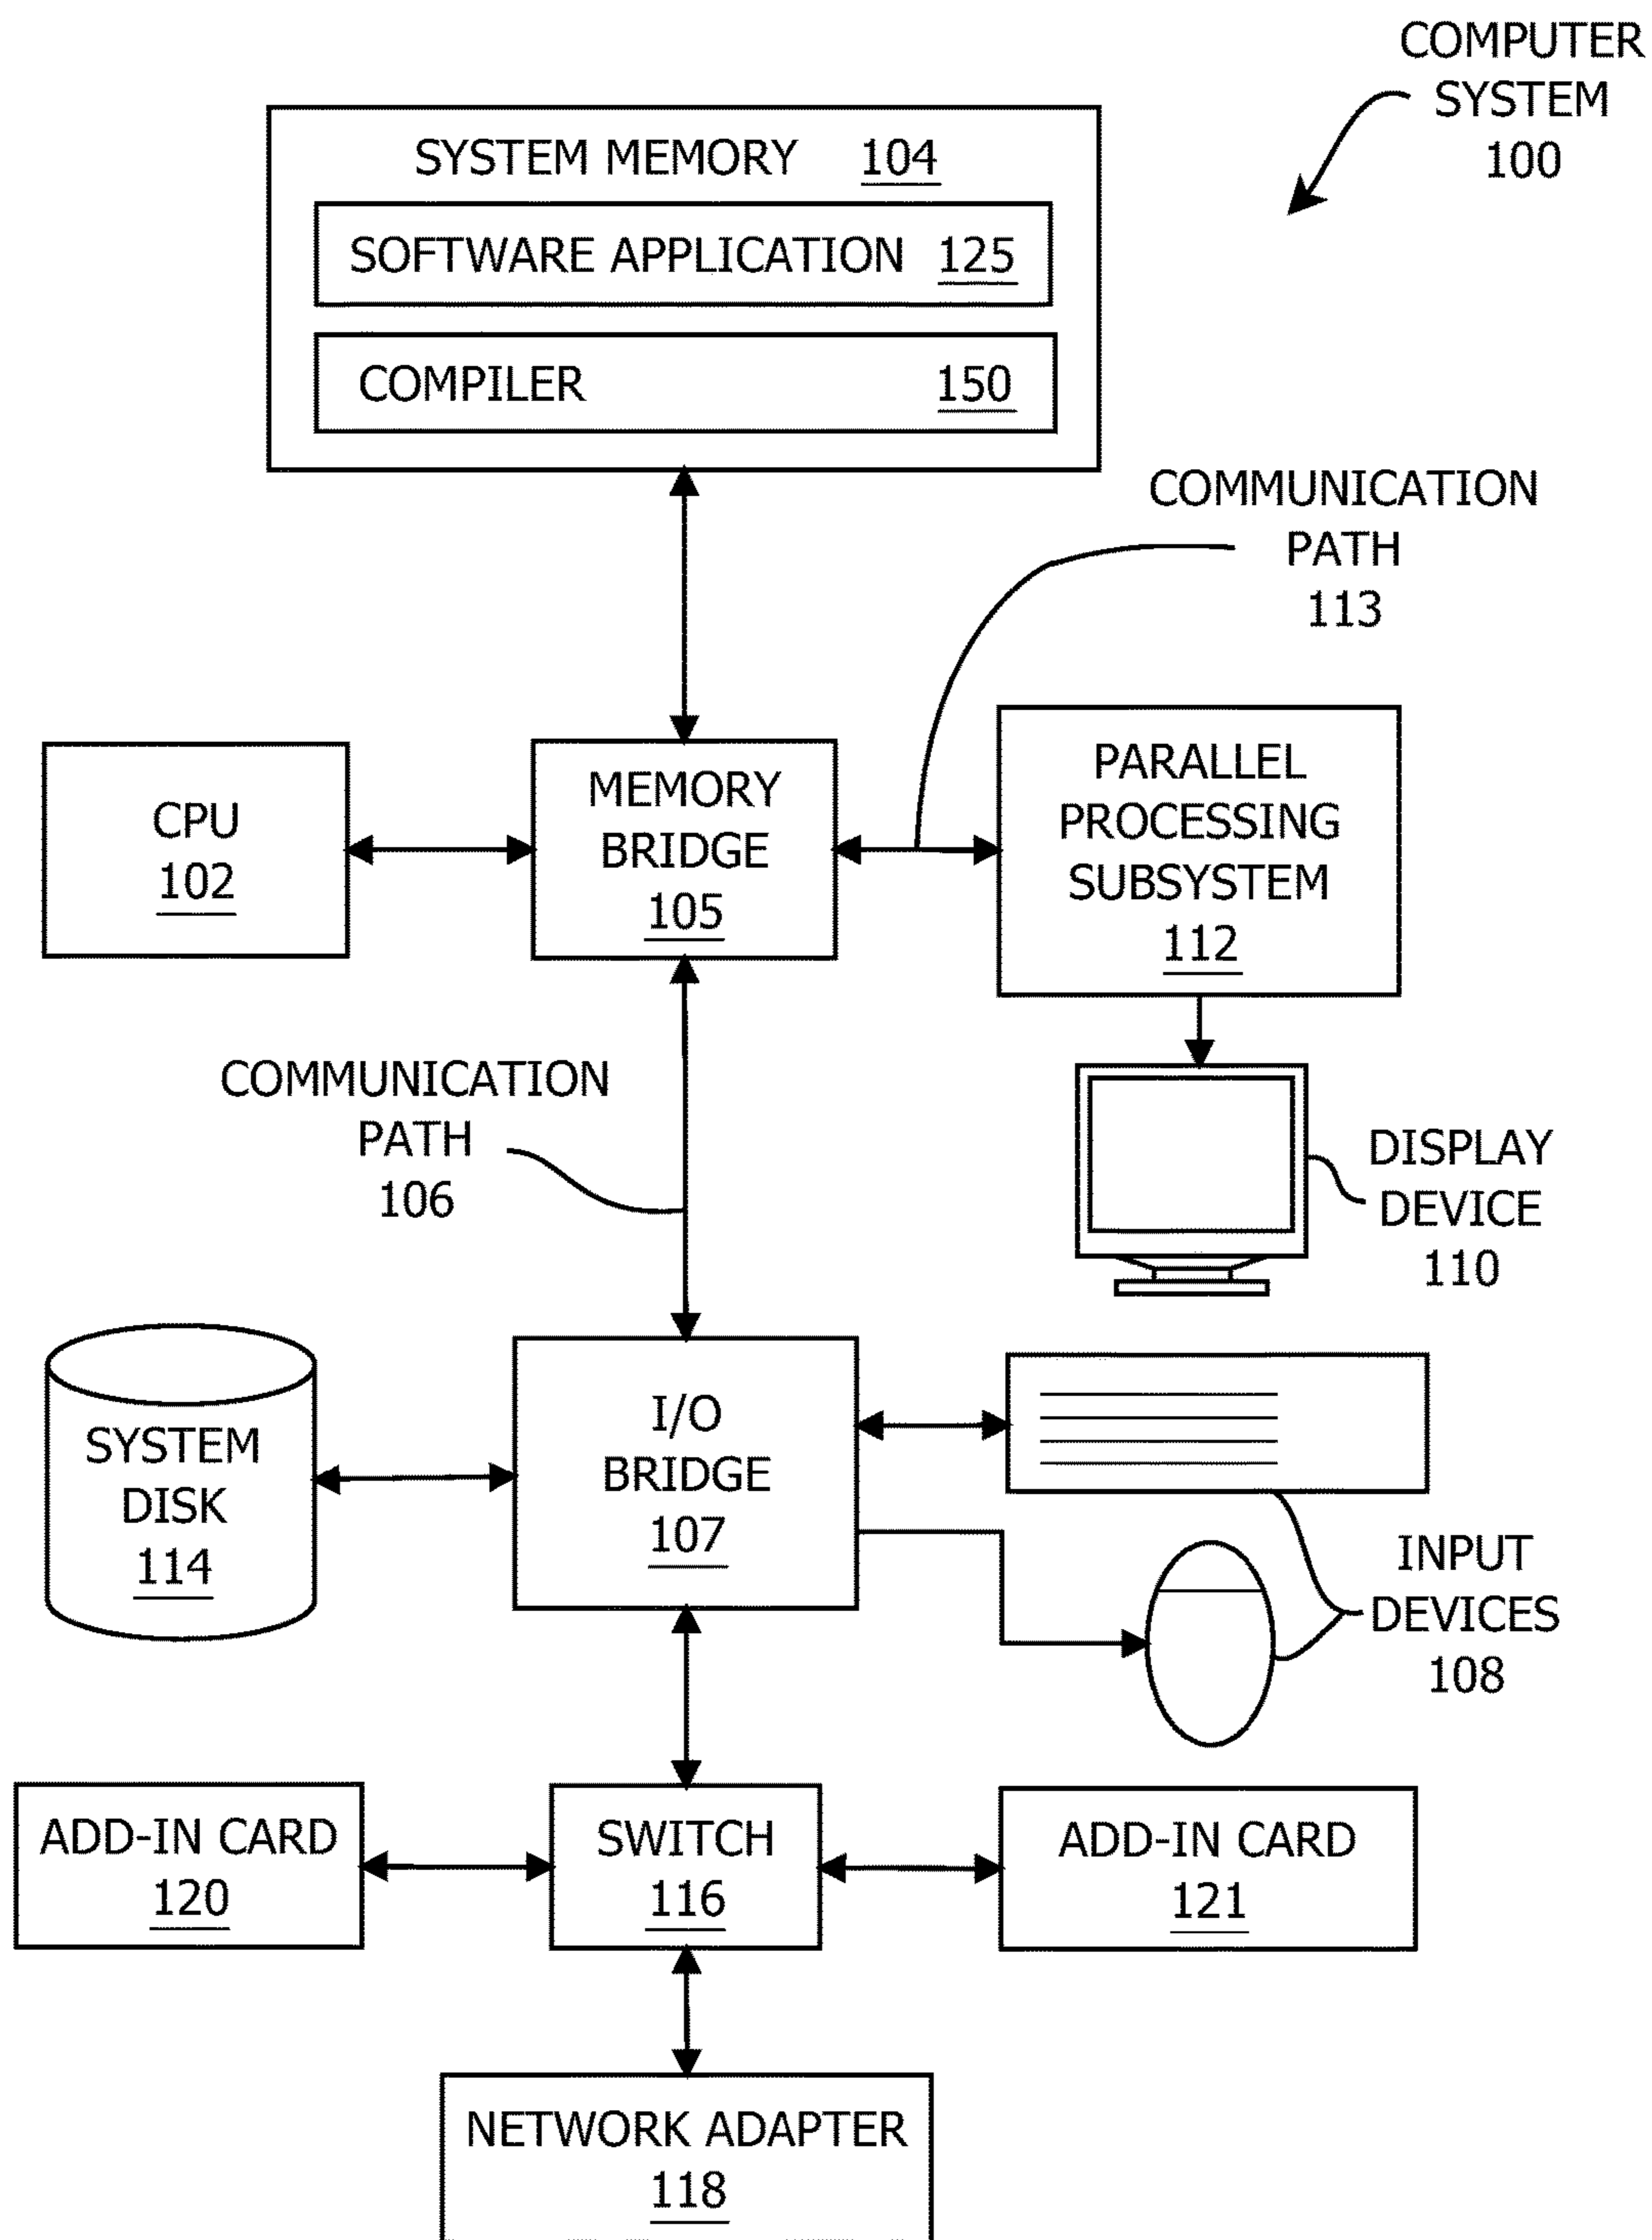 COMPUTER
SYSTEM
100
SYSTEM MEMORY 104
SOFTWARE APPLICATION 125
COMPILER 150
COMMUNICATION
PATH
113
CPU
102
MEMORY
BRIDGE
105
PARALLEL
PROCESSING
SUBSYSTEM
112
COMMUNICATION
PATH
106
DISPLAY
DEVICE
110
SYSTEM
DISK
114
I/O
BRIDGE
107
INPUT
DEVICES
108
ADD-IN CARD
120
SWITCH
116
ADD-IN CARD
121
NETWORK ADAPTER
118